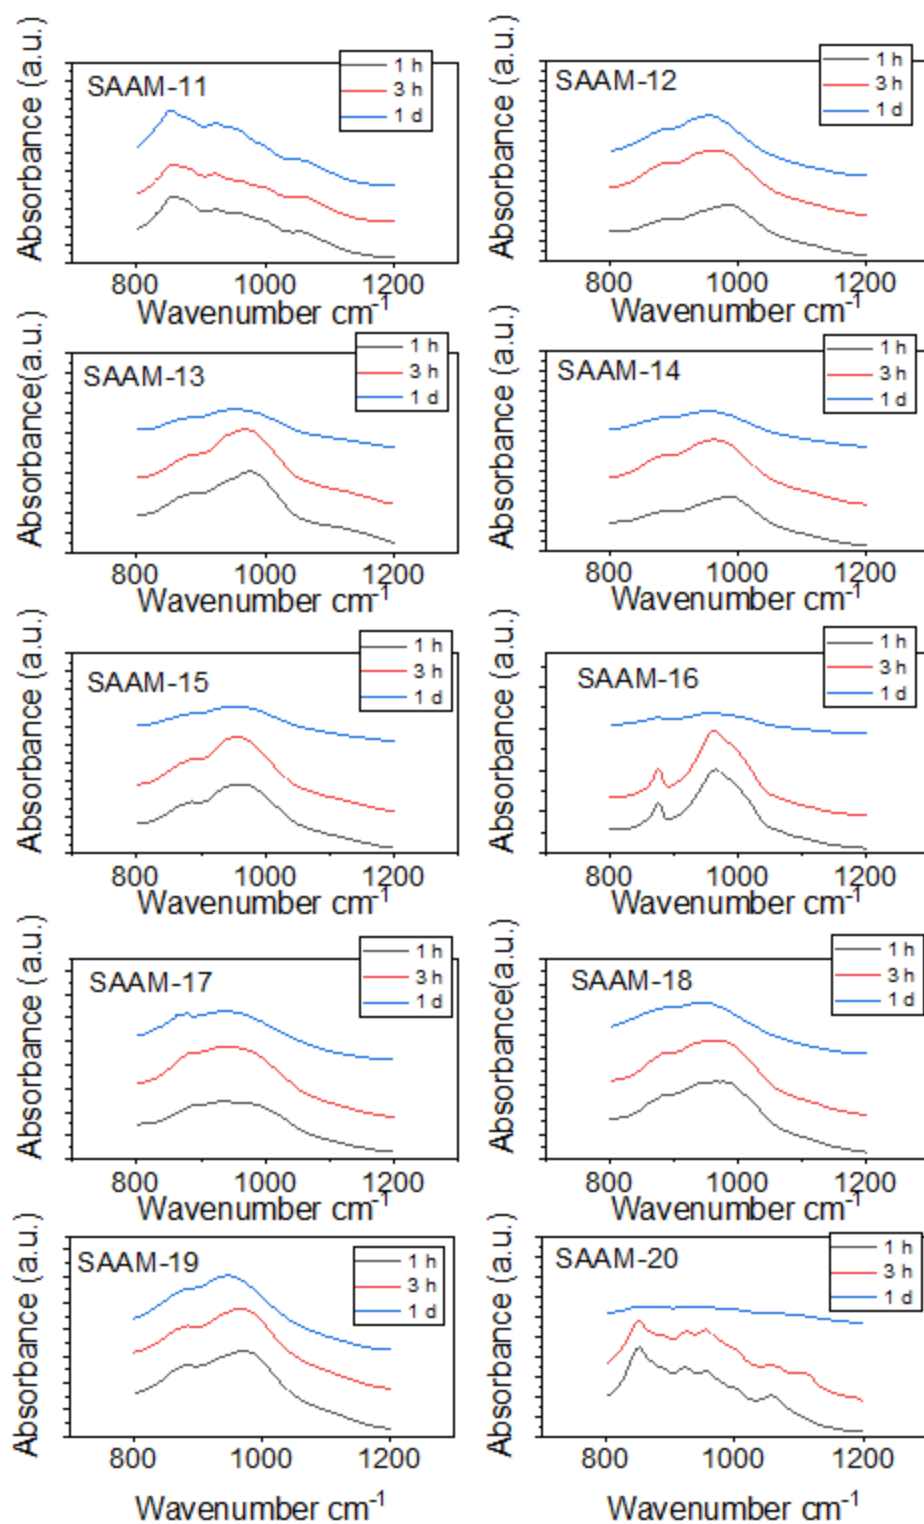 Absorbance (a.u.)
SAAM-11
1 h
3 h
1 d
800 1000 1200
Wavenumber cm-1
Absorbance (a.u.)
SAAM-12
1 h
3 h
1 d
800 1000 1200
Wavenumber cm-1
Absorbance(a.u.)
SAAM-13
1 h
3 h
1 d
800 1000 1200
Wavenumber cm-1
Absorbance (a.u.)
SAAM-14
1 h
3 h
1 d
800 1000 1200
Wavenumber cm-1
Absorbance (a.u.)
SAAM-15
1 h
3 h
1 d
800 1000 1200
Wavenumber cm-1
Absorbance (a.u.)
SAAM-16
1 h
3 h
1 d
800 1000 1200
Wavenumber cm-1
Absorbance (a.u.)
SAAM-17
1 h
3 h
1 d
800 1000 1200
Wavenumber cm-1
Absorbance(a.u.)
SAAM-18
1 h
3 h
1 d
800 1000 1200
Wavenumber cm-1
Absorbance (a.u.)
SAAM-19
1 h
3 h
1 d
800 1000 1200
Wavenumber cm-1
Absorbance (a.u.)
SAAM-20
1 h
3 h
1 d
800 1000 1200
Wavenumber cm-1